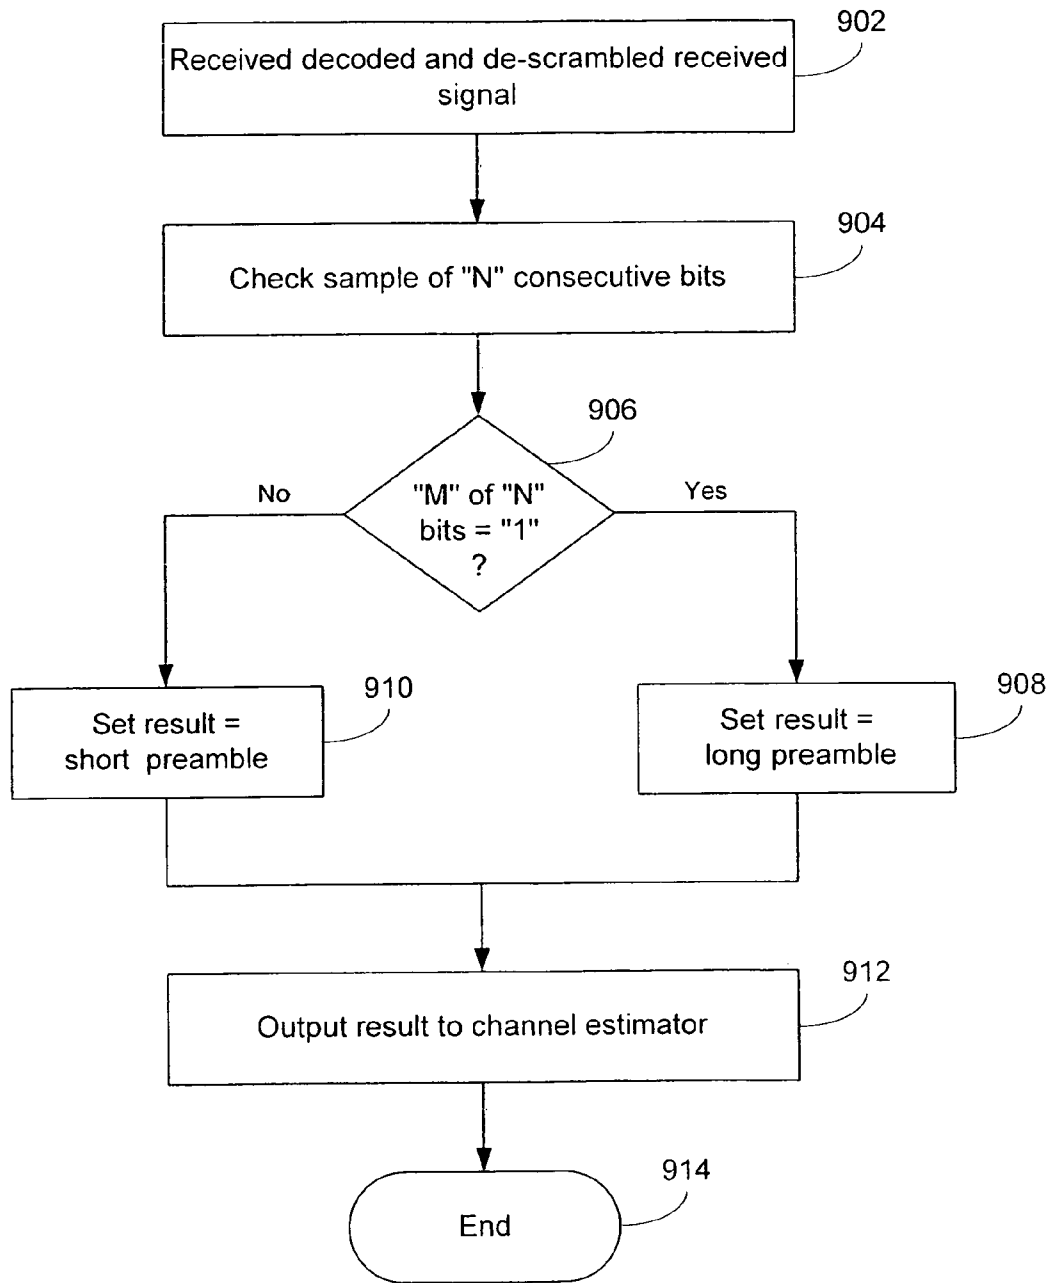 902
Received decoded and de-scrambled received
signal
904
Check sample of "N" consecutive bits
906
"M" of "N"
bits = "1"
?
No
Yes
910
Set result =
short preamble
908
Set result =
long preamble
912
Output result to channel estimator
914
End